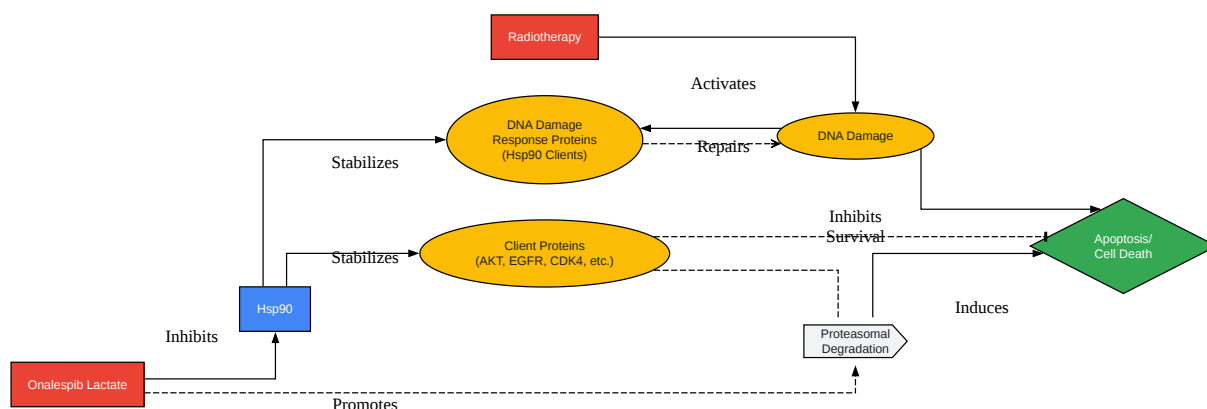 Radiotherapy
Activates
DNA Damage
Response Proteins
(Hsp90 Clients)
DNA Damage
Repairs
Stabilizes
Inhibits
Survival
Apoptosis/
Cell Death
Client Proteins
(AKT, EGFR, CDK4, etc.)
Stabilizes
Hsp90
Induces
Inhibits
Proteasomal
Degradation
Onalespib Lactate
Promotes